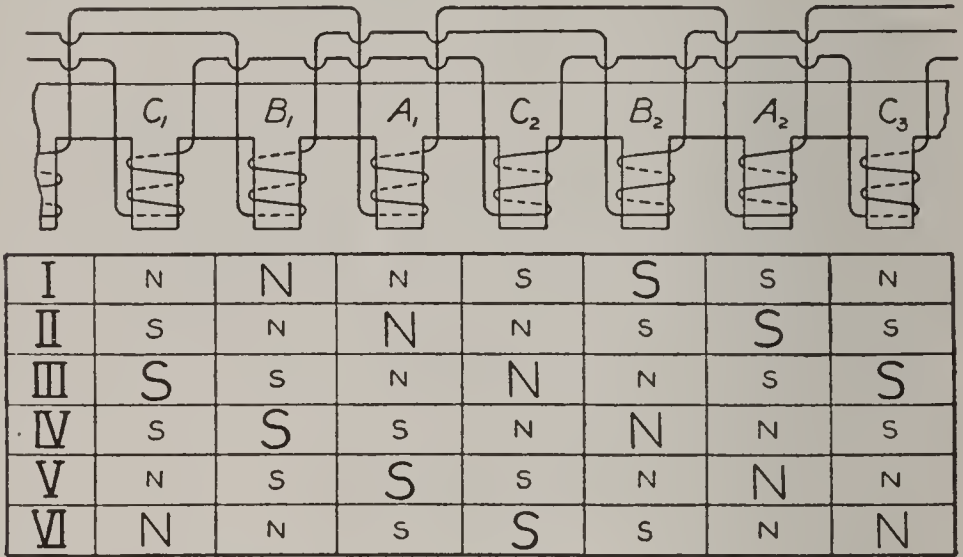 C₁ B₁ A₁ C₂ B₂ A₂ C₃
I N N N S S S N
II S N N N S S S
III S S N N N S S
IV S S S N N N S
V N S S S N N N
VI N N S S S N N